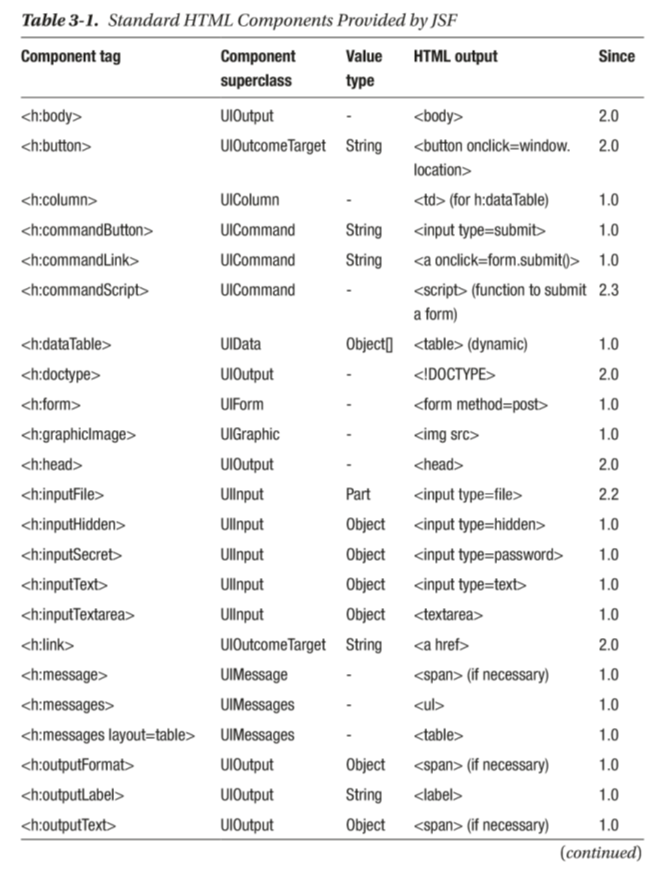 Table 3-1. Standard HTML Components Provided by JSF
Component tag Component superclass Value type HTML output Since
<h:body> UIOutput - <body> 2.0
<h:button> UIOutcomeTarget String <button onclick=window.
location> 2.0
<h:column> UIColumn - <td> (for h:dataTable) 1.0
<h:commandButton> UICommand String <input type=submit> 1.0
<h:commandLink> UICommand String <a onclick=form.submit()> 1.0
<h:commandScript> UICommand - <script> (function to submit
a form) 2.3
<h:dataTable> UIData Object[] <table> (dynamic) 1.0
<h:doctype> UIOutput - <!DOCTYPE> 2.0
<h:form> UIForm - <form method=post> 1.0
<h:graphicImage> UIGraphic - <img src> 1.0
<h:head> UIOutput - <head> 2.0
<h:inputFile> UIInput Part <input type=file> 2.2
<h:inputHidden> UIInput Object <input type=hidden> 1.0
<h:inputSecret> UIInput Object <input type=password> 1.0
<h:inputText> UIInput Object <input type=text> 1.0
<h:inputTextarea> UIInput Object <textarea> 1.0
<h:link> UIOutcomeTarget String <a href> 2.0
<h:message> UIMessage - <span> (if necessary) 1.0
<h:messages> UIMessages - <ul> 1.0
<h:messages layout=table> UIMessages - <table> 1.0
<h:outputFormat> UIOutput Object <span> (if necessary) 1.0
<h:outputLabel> UIOutput String <label> 1.0
<h:outputText> UIOutput Object <span> (if necessary) 1.0
(continued)